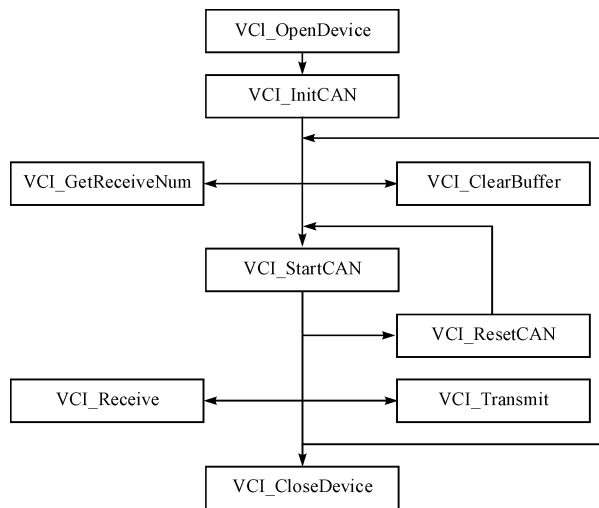 VCI_OpenDevice
VCI_InitCAN
VCI_GetReceiveNum
VCI_ClearBuffer
VCI_StartCAN
VCI_ResetCAN
VCI_Receive
VCI_Transmit
VCI_CloseDevice